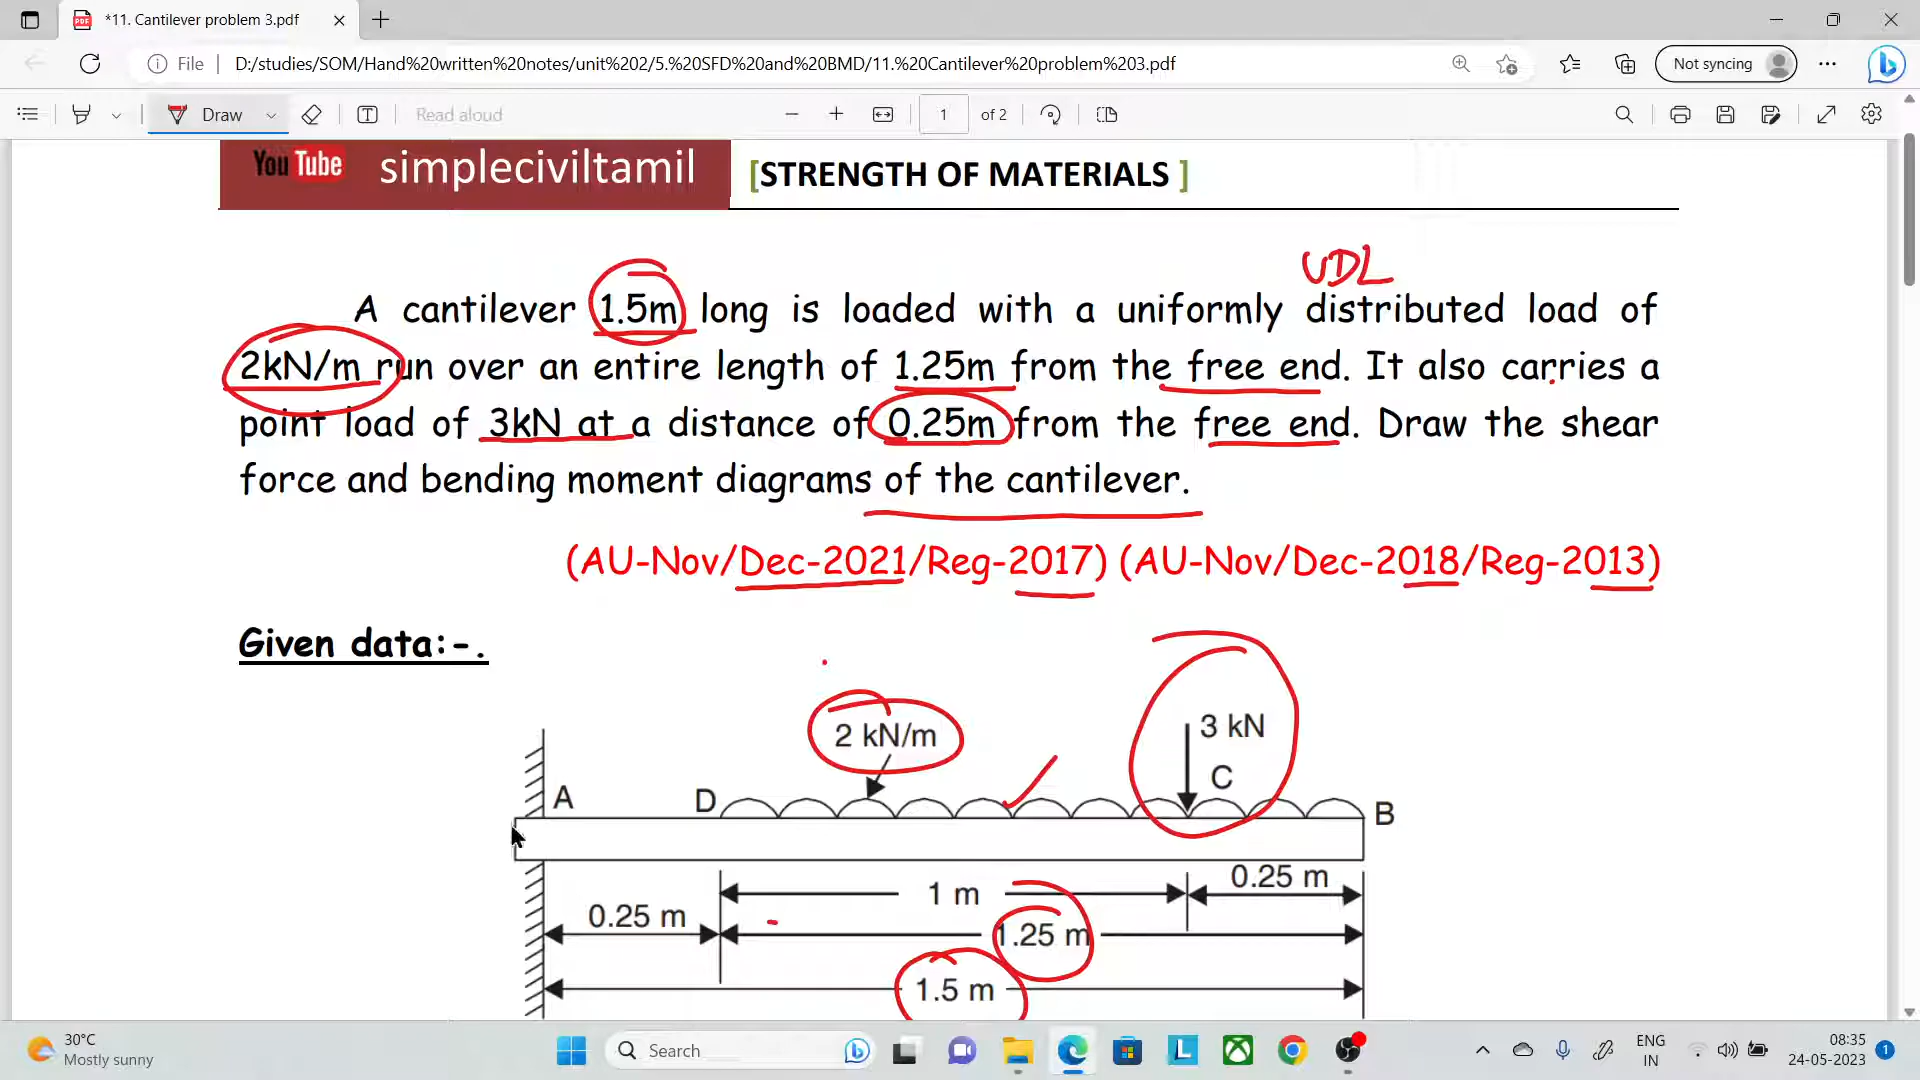 *11. Cantilever problem 3.pdf
File
D:/studies/SOM/Hand%20written%20notes/unit%202/5.%20SFD%20and%20BMD/11.%20Cantilever%20problem%203.pdf
Not syncing
Draw
Read aloud
1
of 2
You Tube simpleciviltamil
[STRENGTH OF MATERIALS ]
UDL
A cantilever 1.5m long is loaded with a uniformly distributed load of
2kN/m run over an entire length of 1.25m from the free end. It also carries a
point load of 3kN at a distance of 0.25m from the free end. Draw the shear
force and bending moment diagrams of the cantilever.
(AU-Nov/Dec-2021/Reg-2017) (AU-Nov/Dec-2018/Reg-2013)
Given data:-.
2 kN/m
3 kN
C
A
D
B
1 m
0.25 m
0.25 m
1.25 m
1.5 m
30°C
Mostly sunny
Search
ENG
IN
08:35
24-05-2023
1